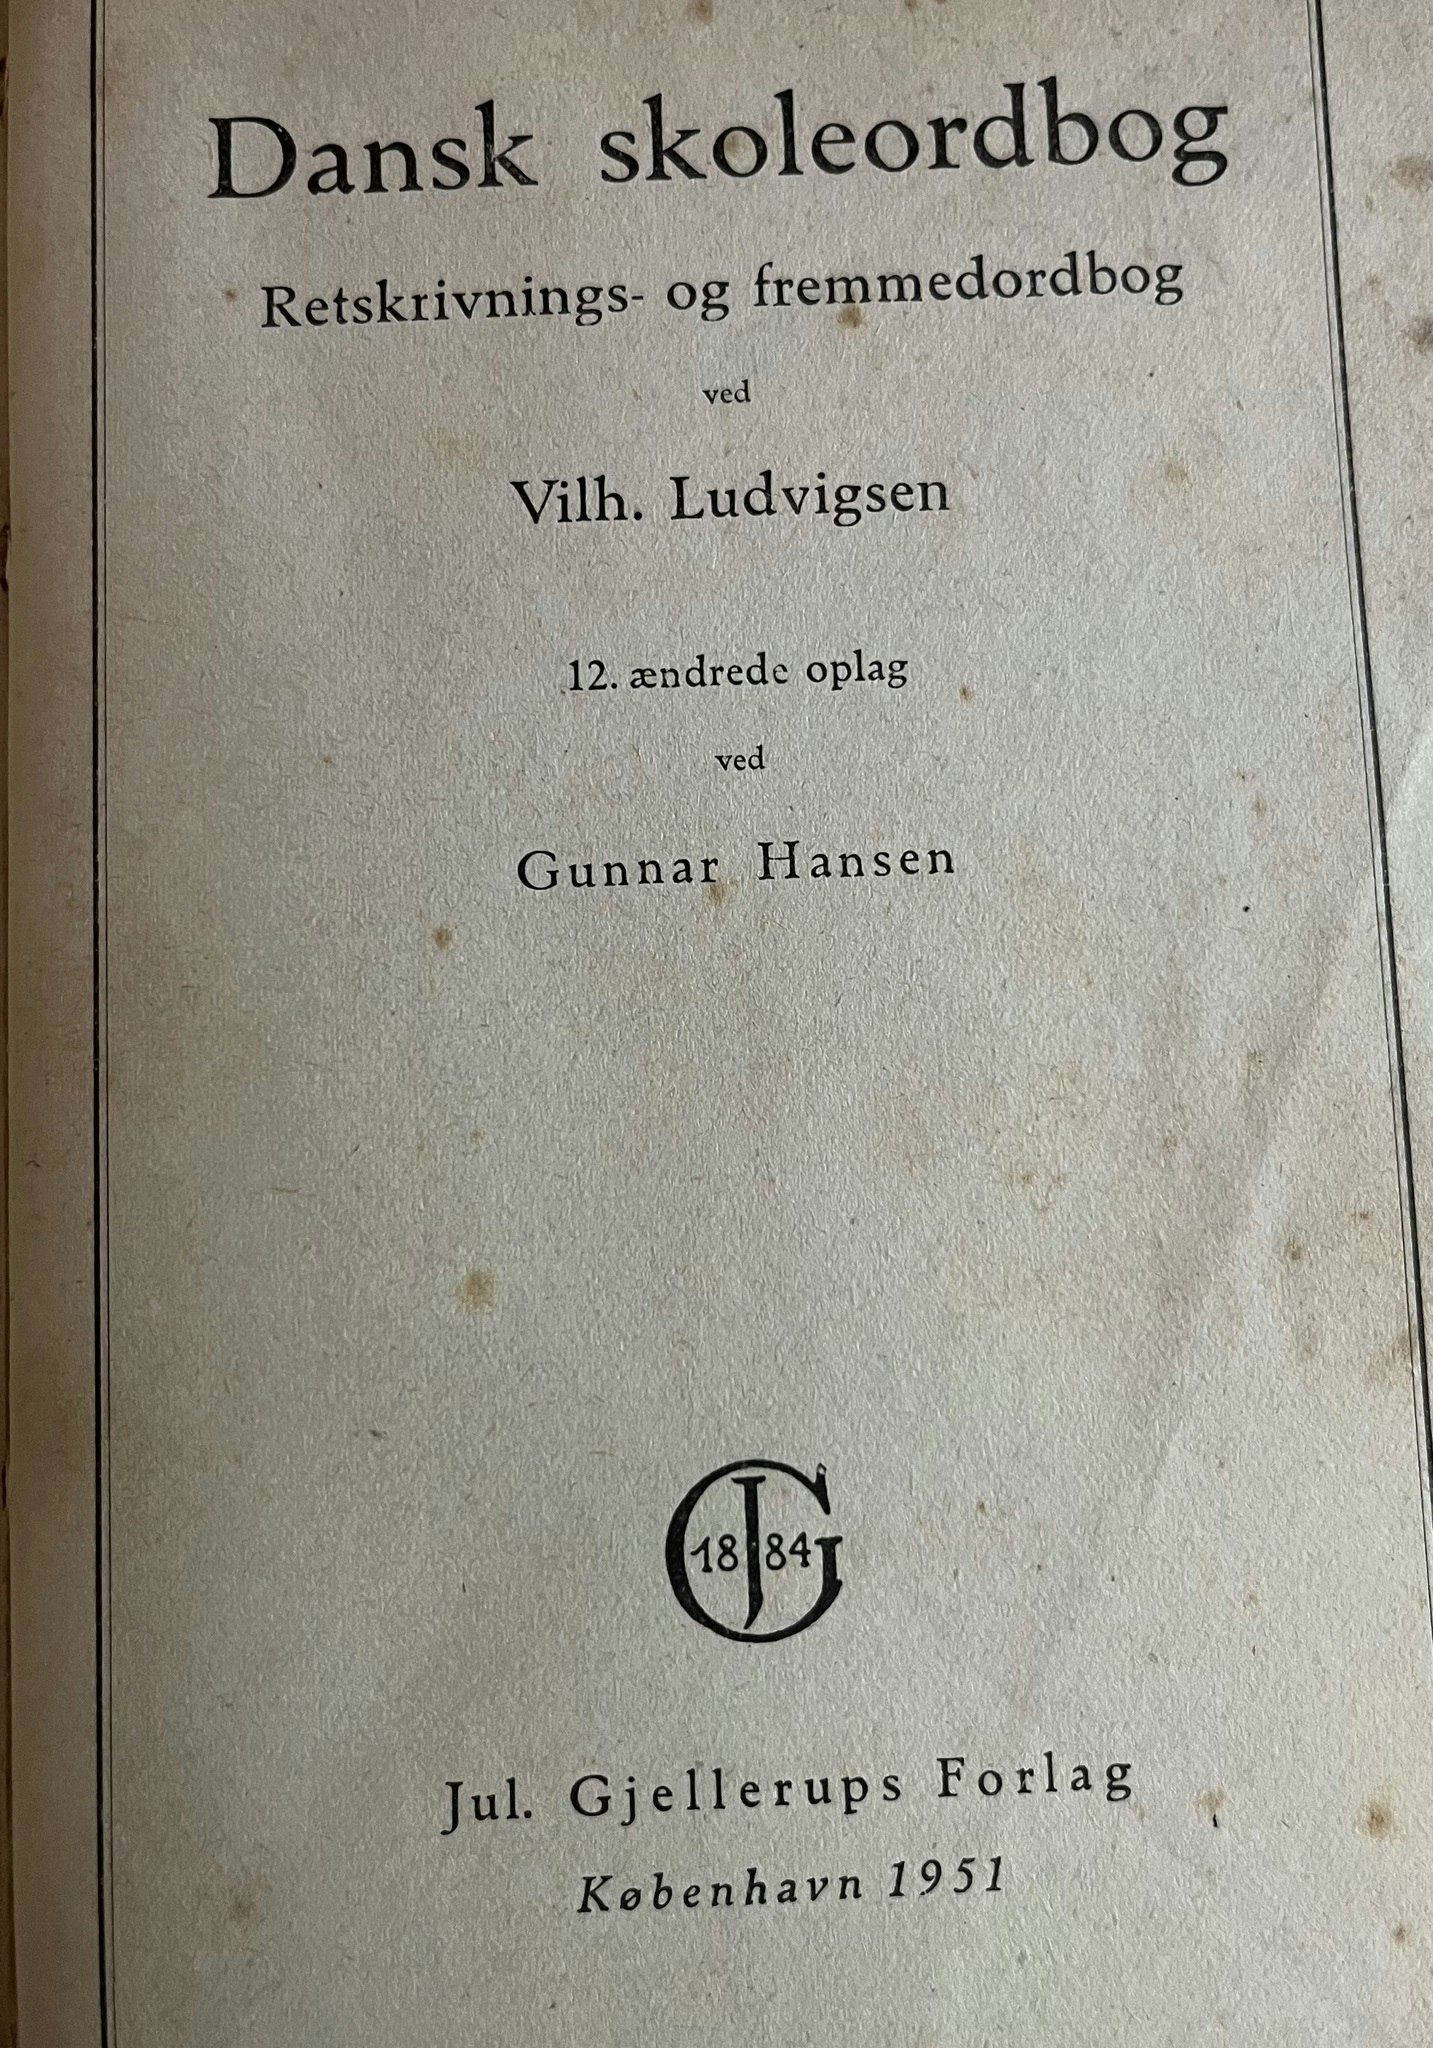 Dansk skoleordbog
Retskrivnings- og fremmedordbog
ved
Vilh. Ludvigsen
12. ændrede oplag
ved
Gunnar Hansen
JG
1884
Jul. Gjellerups Forlag
København 1951